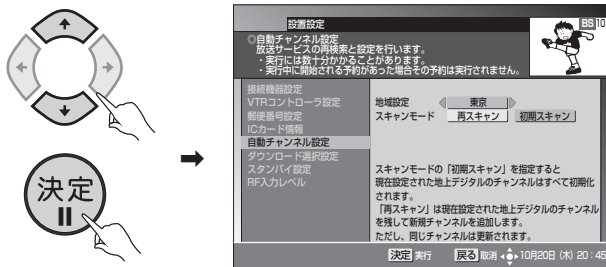 決定
設置設定
BS 10
◎自動チャンネル設定
放送サービスの再検索と設定を行います。
・実行には数十分かかることがあります。
・実行中に開始される予約があった場合その予約は実行されません。
接続機器設定
VTRコントローラ設定
郵便番号設定
ICカード情報
自動チャンネル設定
ダウンロード選択設定
スタンバイ設定
RF入力レベル
地域設定 東京
スキャンモード 再スキャン 初期スキャン
スキャンモードの「初期スキャン」を指定すると
現在設定された地上デジタルのチャンネルはすべて初期化
されます。
「再スキャン」は現在設定された地上デジタルのチャンネル
を残して新規チャンネルを追加します。
ただし、同じチャンネルは更新されます。
決定 実行 戻る 取消 10月20日 (木) 20:45